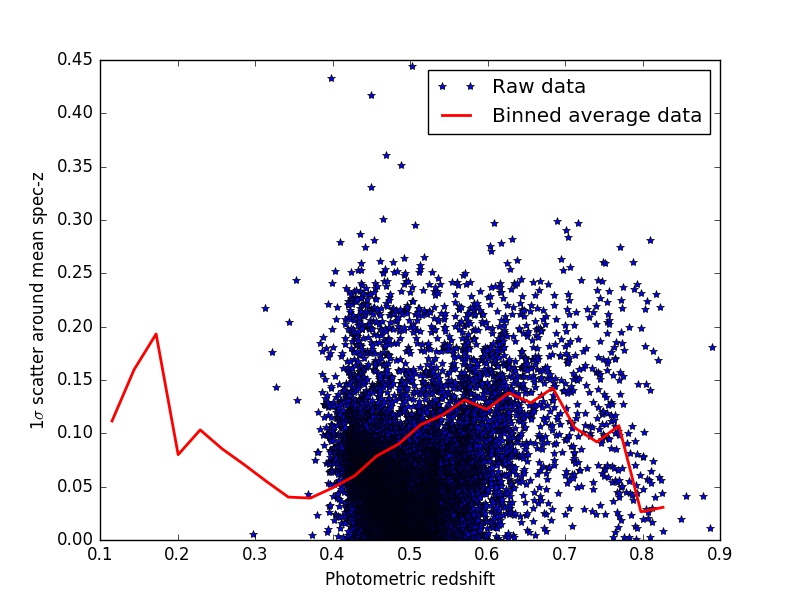 0.45
0.40
0.35
0.30
0.25
0.20
0.15
0.10
0.05
0.00
1σ scatter around mean spec-z
Raw data
Binned average data
0.1 0.2 0.3 0.4 0.5 0.6 0.7 0.8 0.9
Photometric redshift